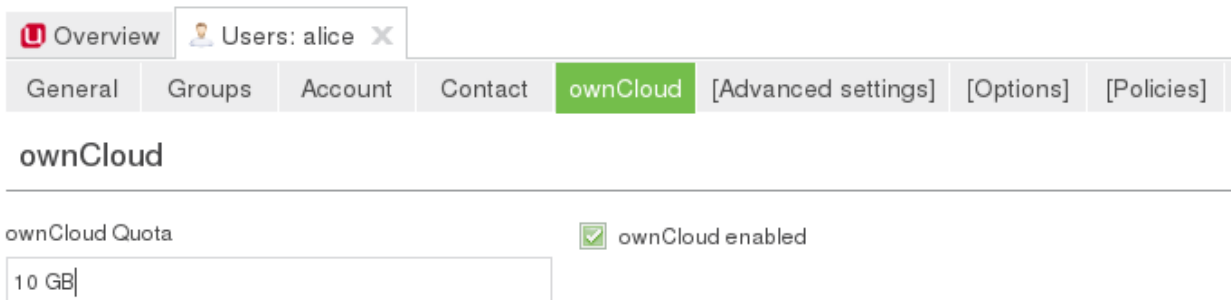 Overview Users: alice
General Groups Account Contact ownCloud [Advanced settings] [Options] [Policies]
ownCloud
ownCloud Quota ownCloud enabled
10 GB